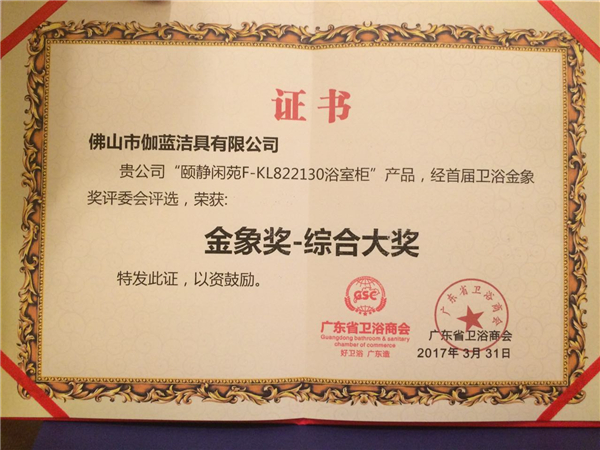 证书
佛山市伽蓝洁具有限公司
贵公司“颐静闲苑F-KL822130浴室柜”产品，经首届卫浴金象
奖评委会评选，荣获:
金象奖-综合大奖
特发此证，以资鼓励。
GSC
广东省卫浴商会
Guangdong bathroom & sanitary
chamber of commerce
好卫浴 广东造
广东省卫浴商会
广东省卫浴商会
2017年 3月 31日